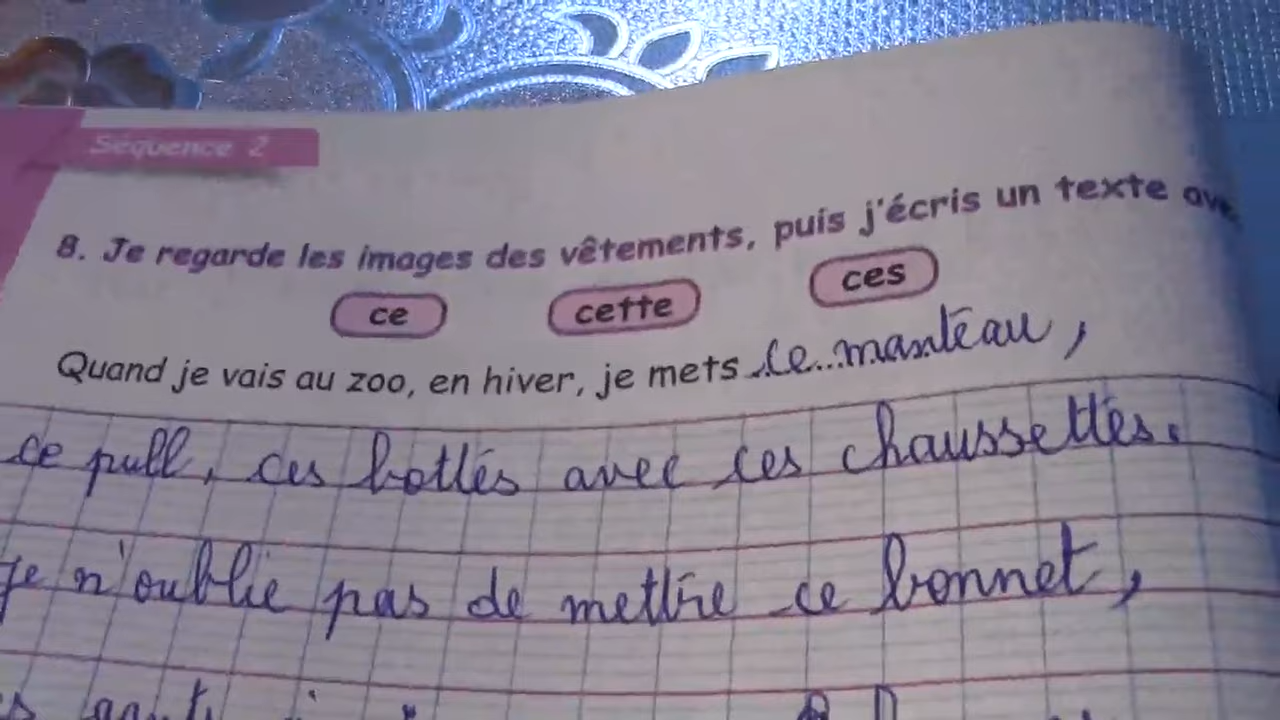 Séquence 2
8. Je regarde les images des vêtements, puis j'écris un texte
ce cette ces
Quand je vais au zoo, en hiver, je mets ce manteau,
ce pull, ces bottes avec ces chaussettes.
je n'oublie pas de mettre ce bonnet,